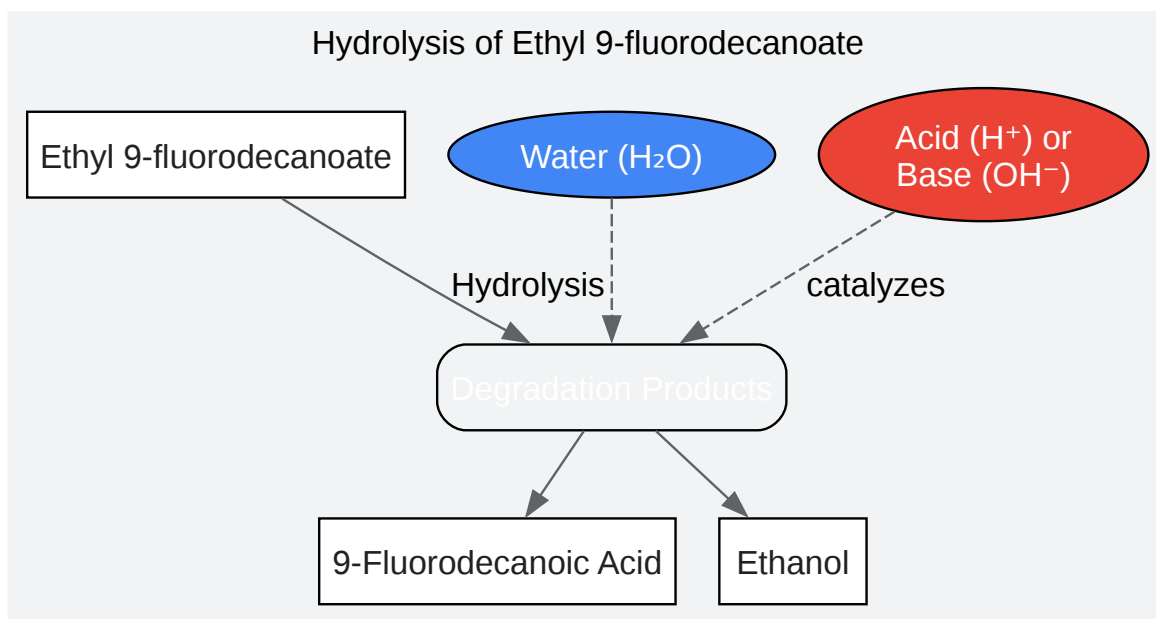 Hydrolysis of Ethyl 9-fluorodecanoate
Ethyl 9-fluorodecanoate
Water (H₂O)
Acid (H⁺) or
Base (OH⁻)
Hydrolysis
catalyzes
Degradation Products
9-Fluorodecanoic Acid
Ethanol